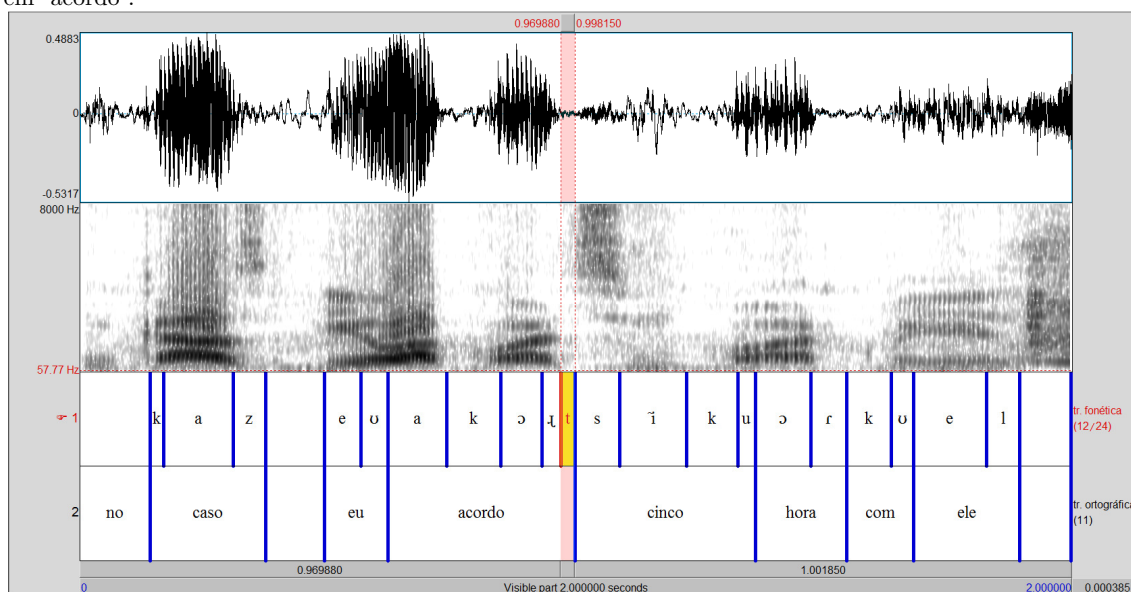 em "acordo".
0.969880 0.998150
0.4883
0
-0.5317
8000 Hz
57.77 Hz
1 k a z e ʊ a k ɔ ɻ t s ĩ k u ɔ ɾ k ʊ e l
tr. fonética
(12/24)
2 no caso eu acordo cinco hora com ele
tr. ortográfica
(11)
0.969880 1.001850
0 Visible part 2.000000 seconds 2.000000 0.000385